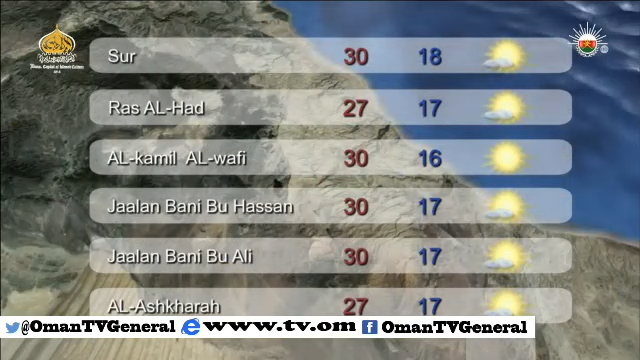 Sur 30 18
Ras AL-Had 27 17
AL-kamil AL-wafi 30 16
Jaalan Bani Bu Hassan 30 17
Jaalan Bani Bu Ali 30 17
AL-Ashkharah 27 17
@OmanTVGeneral www.tv.om OmanTVGeneral